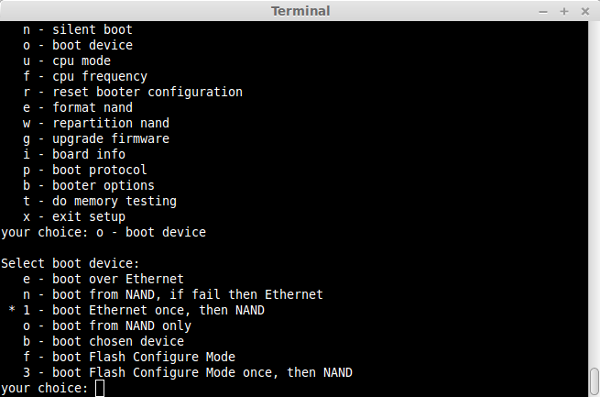 Terminal
n - silent boot
o - boot device
u - cpu mode
f - cpu frequency
r - reset booter configuration
e - format nand
w - repartition nand
g - upgrade firmware
i - board info
p - boot protocol
b - booter options
t - do memory testing
x - exit setup
your choice: o - boot device
Select boot device:
e - boot over Ethernet
n - boot from NAND, if fail then Ethernet
* 1 - boot Ethernet once, then NAND
o - boot from NAND only
b - boot chosen device
f - boot Flash Configure Mode
3 - boot Flash Configure Mode once, then NAND
your choice: